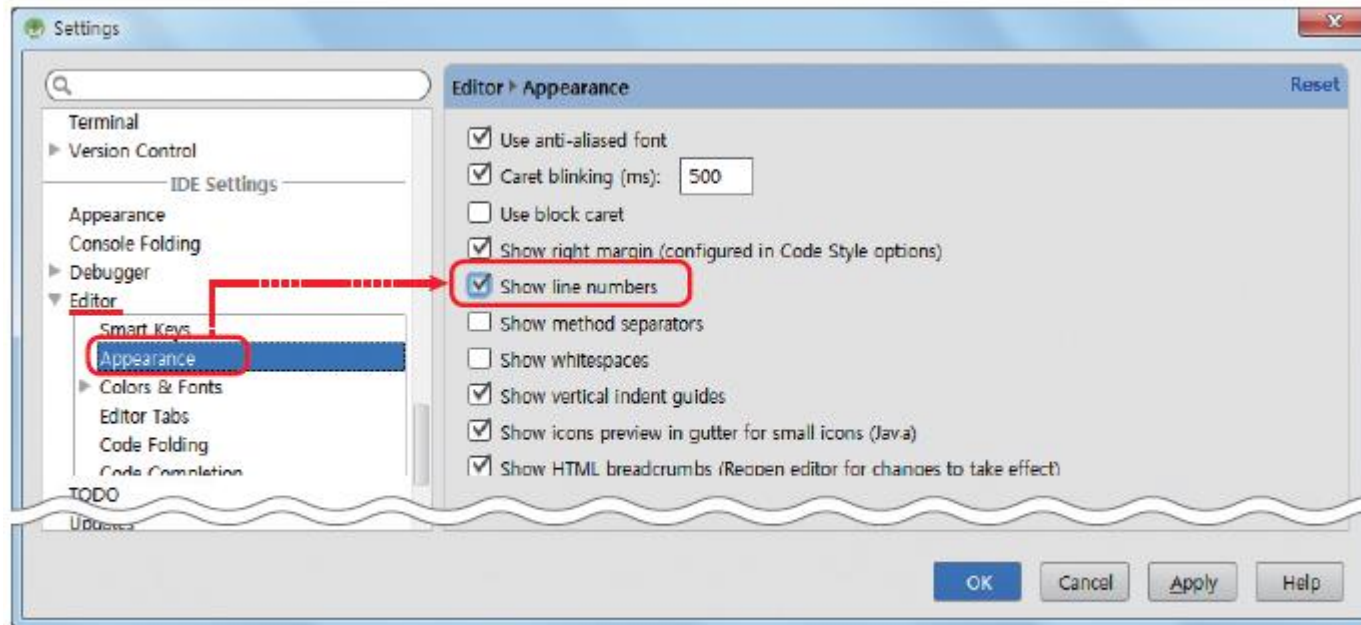 Settings
Terminal
Version Control
IDE Settings
Appearance
Console Folding
Debugger
Editor
Smart Keys
Appearance
Colors & Fonts
Editor Tabs
Code Folding
Code Completion
TODO
Updates
Editor Appearance
Reset
Use anti-aliased font
Caret blinking (ms): 500
Use block caret
Show right margin (configured in Code Style options)
Show line numbers
Show method separators
Show whitespaces
Show vertical indent guides
Show icons preview in gutter for small icons (Java)
Show HTML breadcrumbs (Reopen editor for changes to take effect)
OK
Cancel
Apply
Help